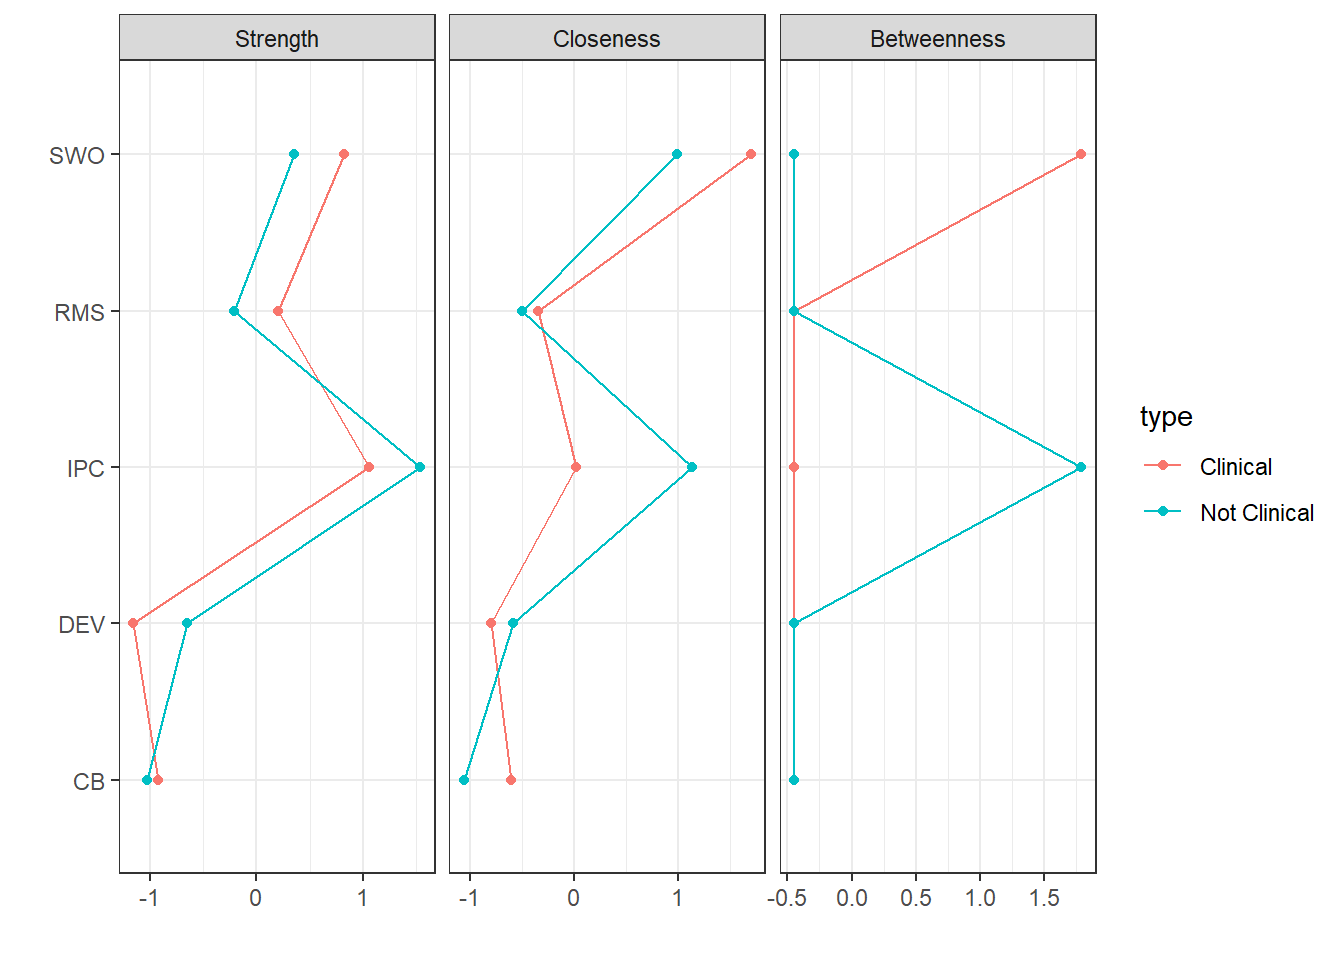 Strength Closeness Betweenness
SWO
RMS
IPC
DEV
CB
-1 0 1 -1 0 1 -0.5 0.0 0.5 1.0 1.5
type
Clinical
Not Clinical